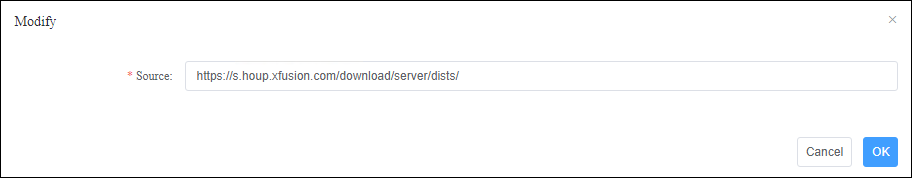 Modify
×
* Source: https://s.houp.xfusion.com/download/server/dists/
Cancel OK